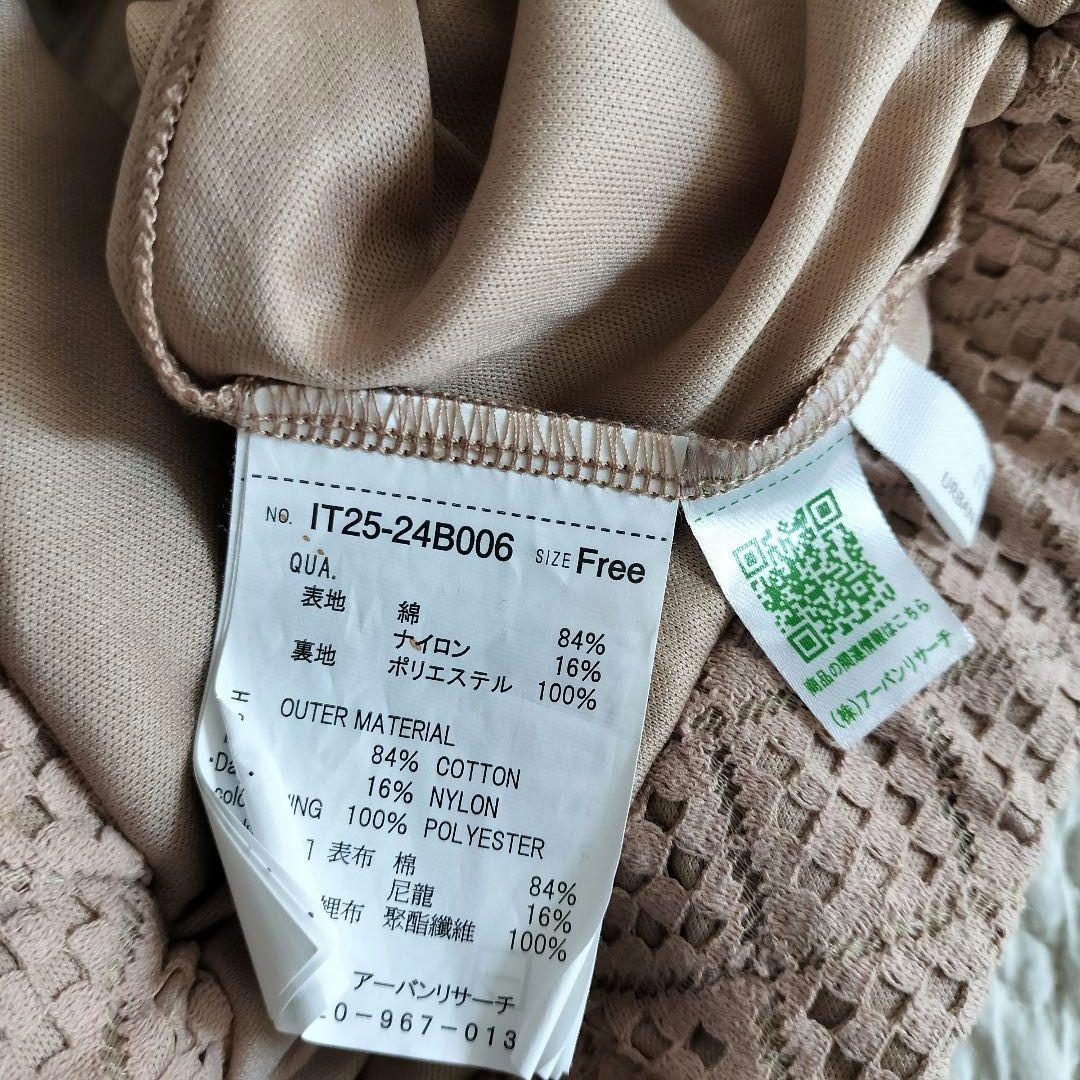 NO. IT25-24B006 SIZE Free
QUA.
表地 綿 84%
ナイロン 16%
裏地 ポリエステル 100%
OUTER MATERIAL
84% COTTON
16% NYLON
100% POLYESTER
表布 棉 84%
尼龍 16%
裡布 聚酯纖維 100%
アーバンリサーチ
0-967-013
商品の関連情報はこちら
(株)アーバンリサーチ